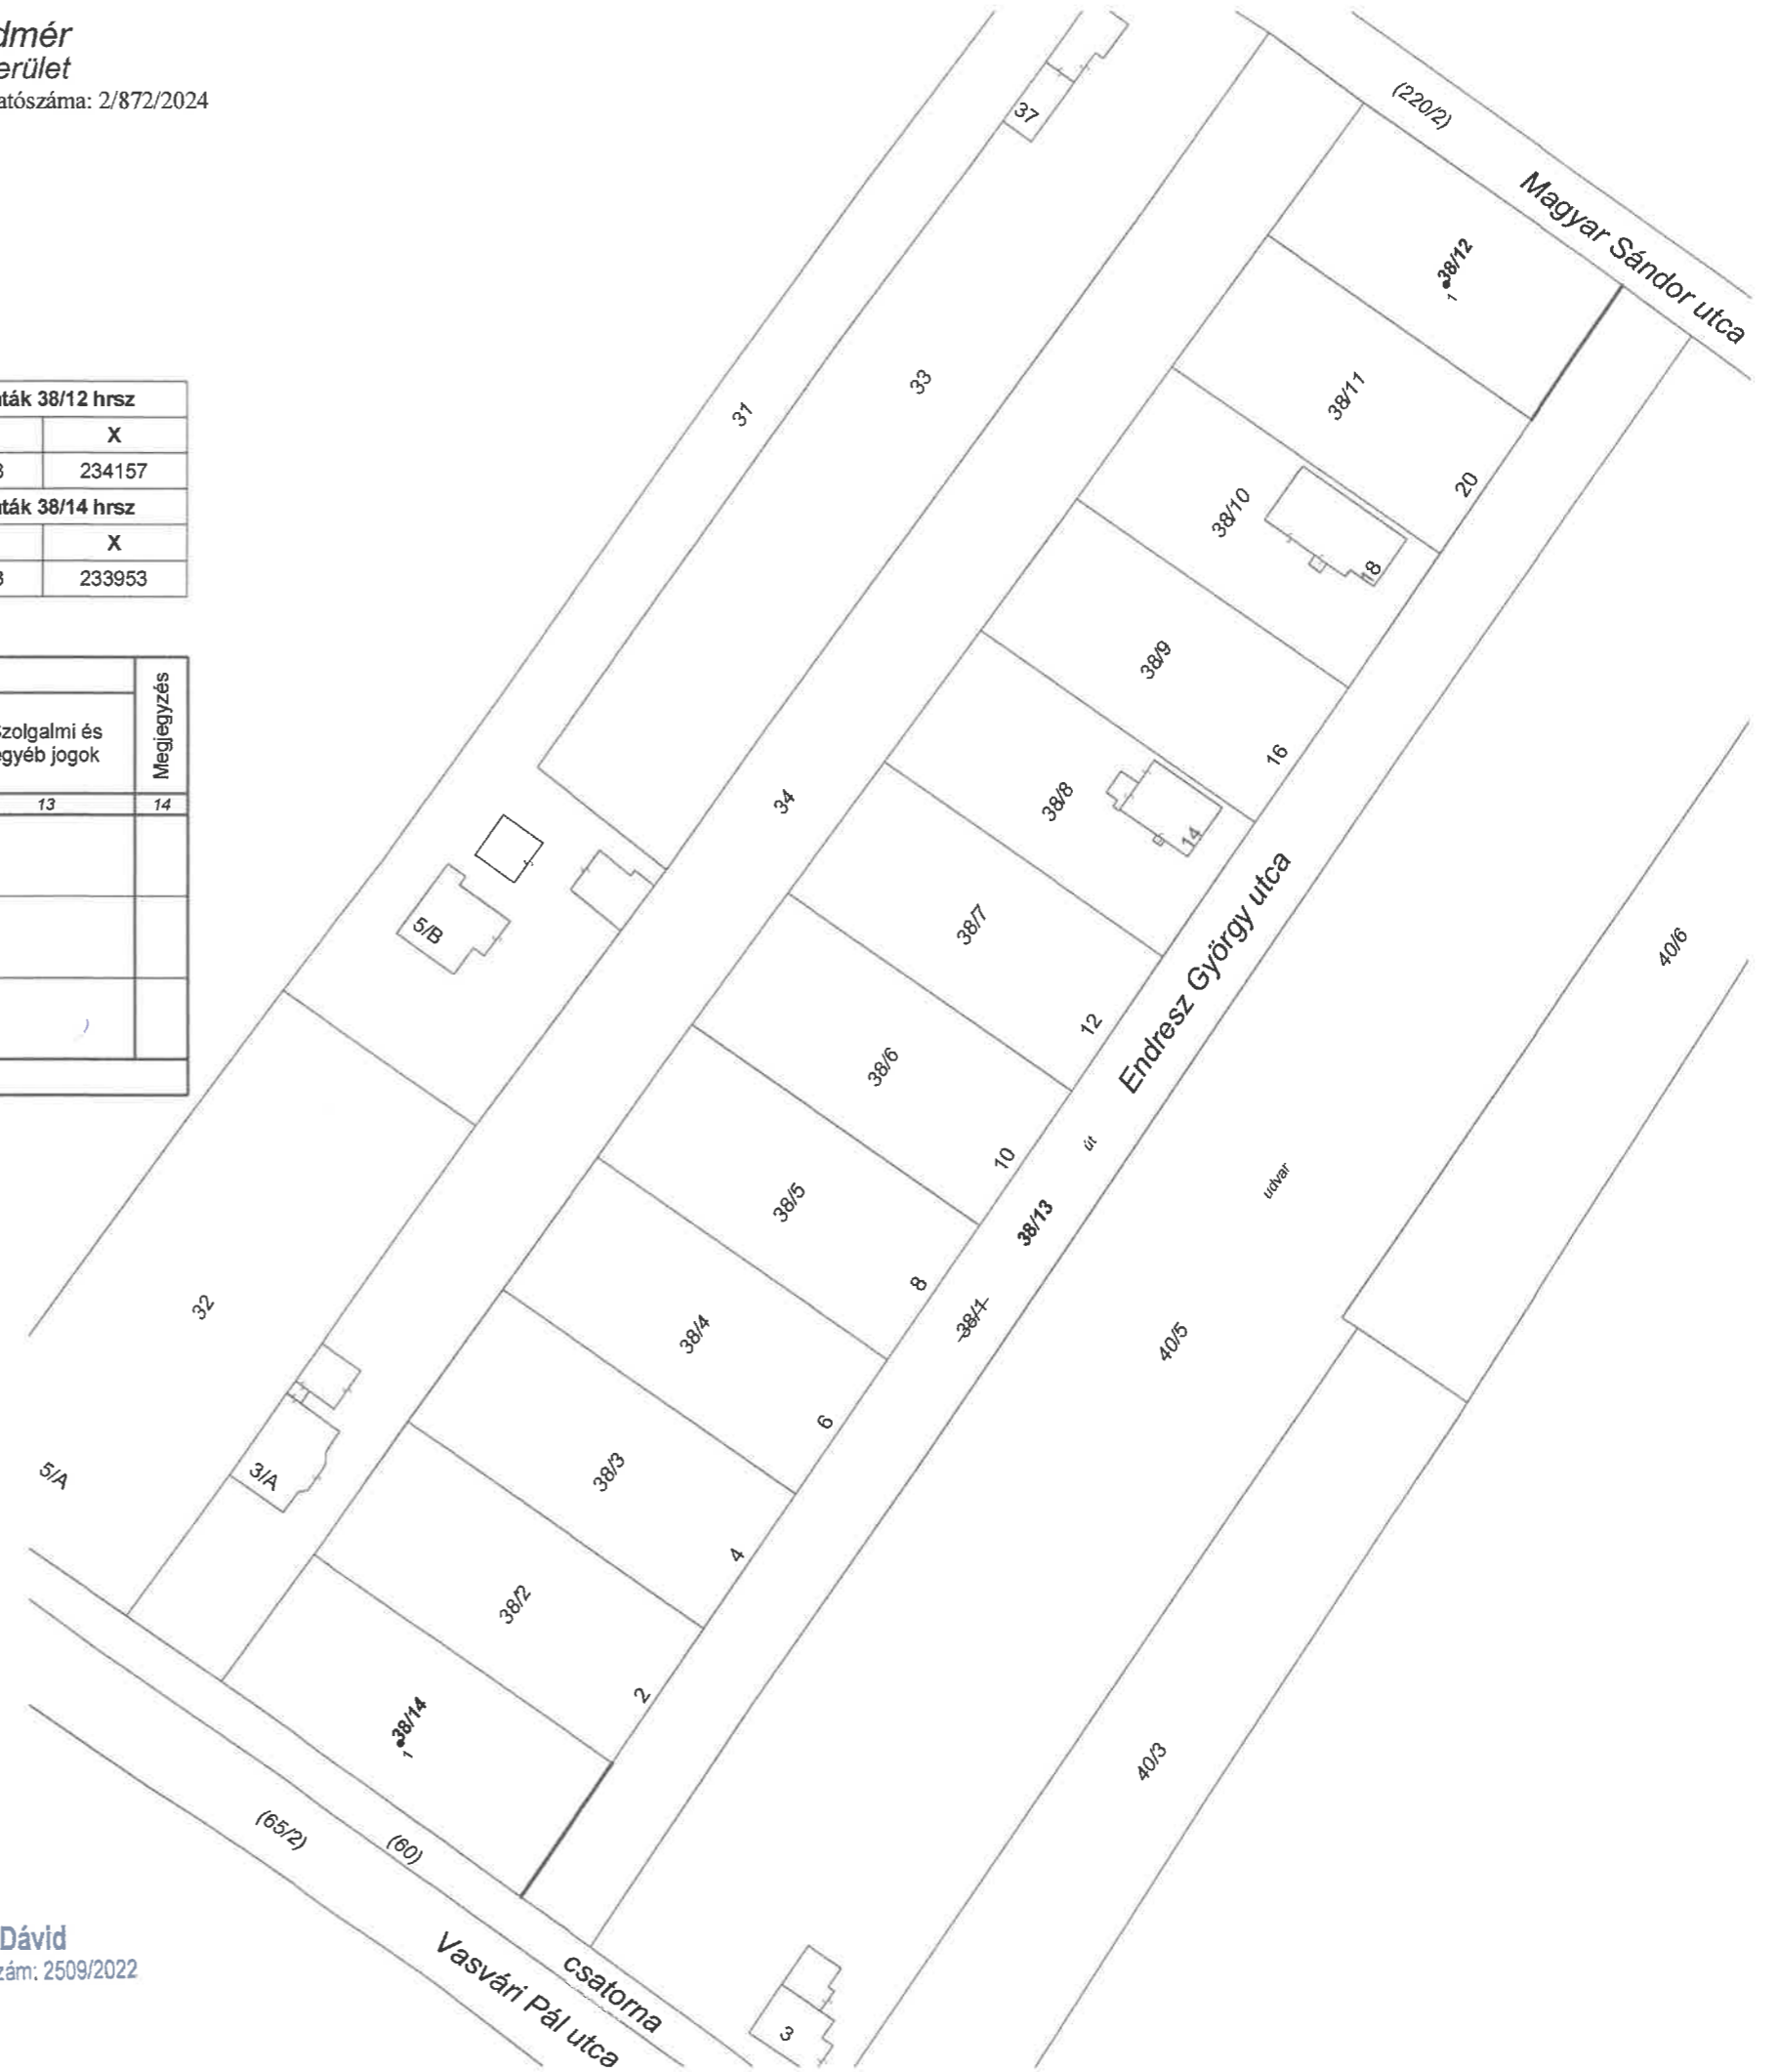 dmér
erület
atószáma: 2/872/2024
ták 38/12 hrsz
X
3 234157
ták 38/14 hrsz
X
3 233953
Szolgalmi és
egyéb jogok
Megjegyzés
13 14
37
(220/2)
Magyar Sándor utca
38/12
1
31
33
38/11
20
38/10
18
38/9
16
34
38/8
14
5/B
38/7
Endresz György utca
40/6
12
38/6
10
út
udvar
38/5
38/13
8
38/1
40/5
32
38/4
6
5/A
3/A
38/3
4
38/2
2
38/14
1
40/3
(65/2)
(60)
Vasvári Pál utca
csatorna
3
Dávid
zám: 2509/2022